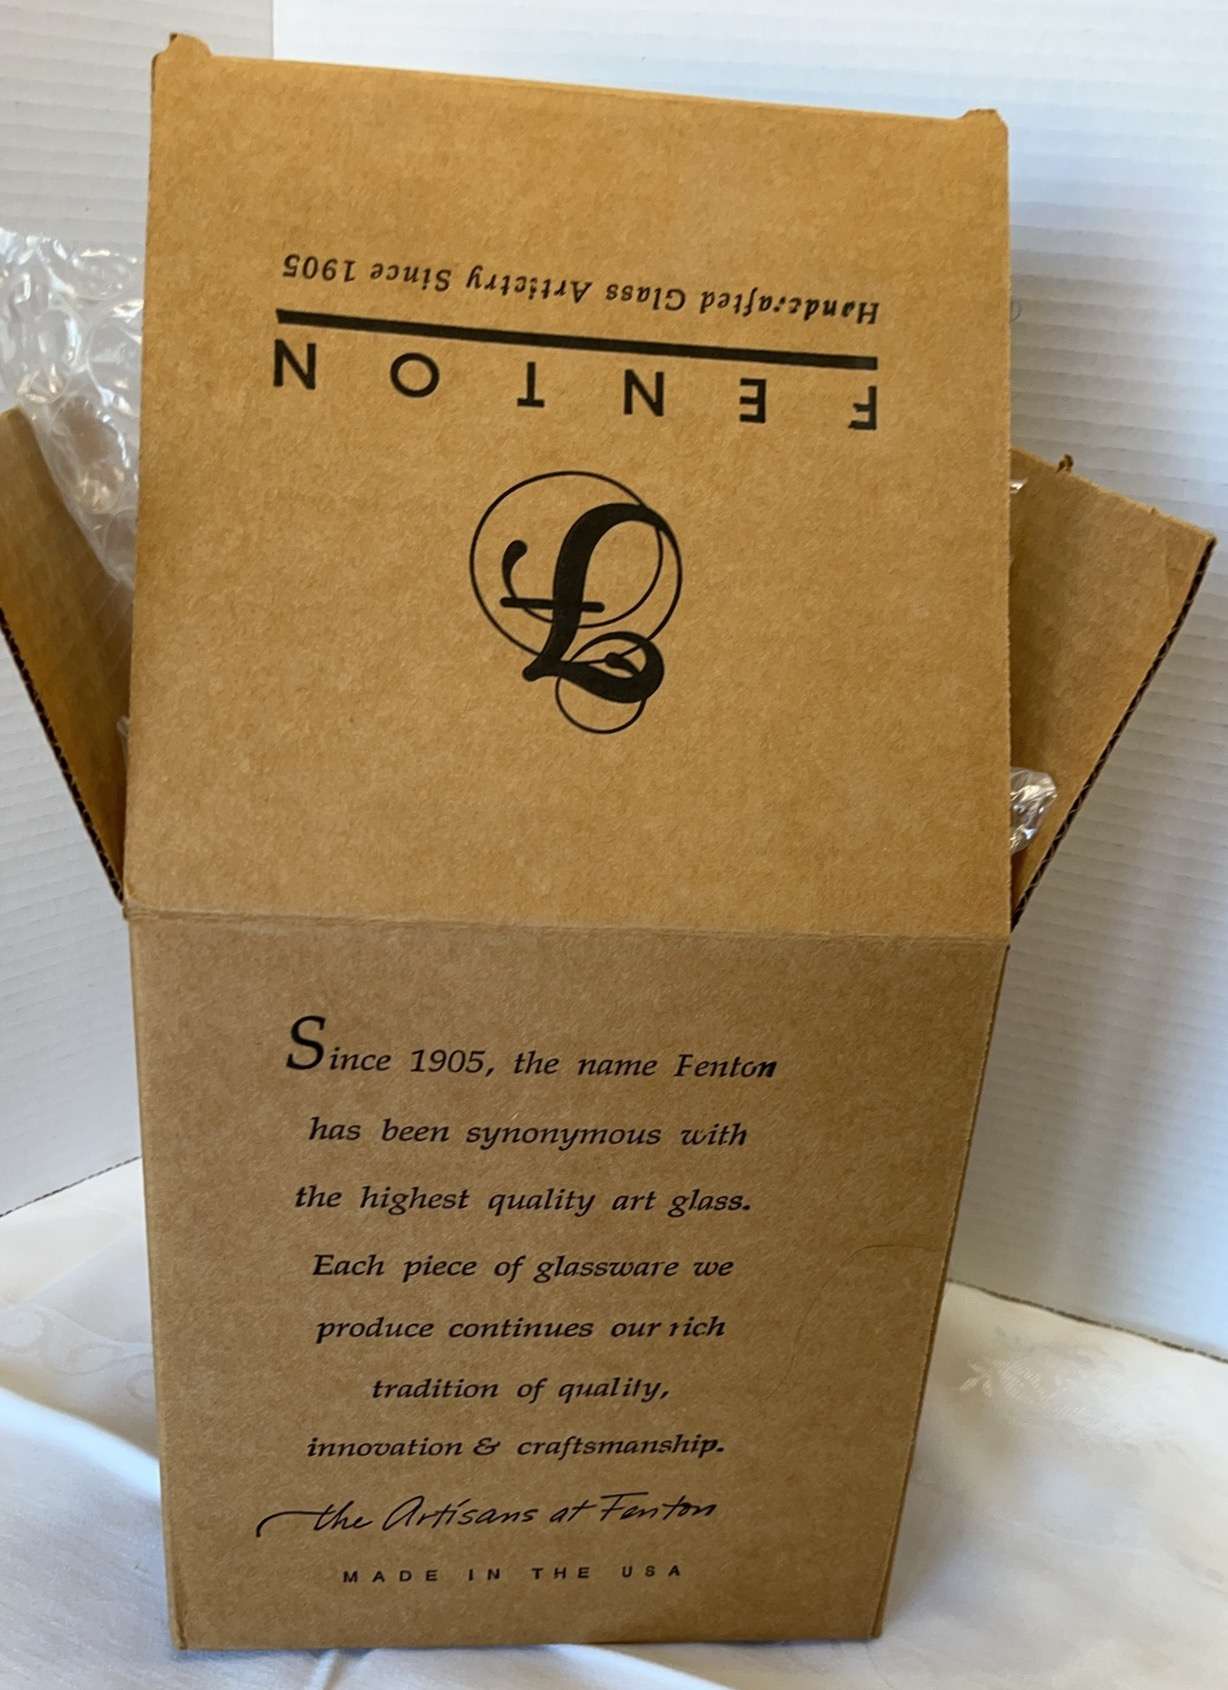 Handcrafted Glass Artistry Since 1905
FENTON
Since 1905, the name Fenton
has been synonymous with
the highest quality art glass.
Each piece of glassware we
produce continues our rich
tradition of quality,
innovation & craftsmanship.
the Artisans at Fenton
MADE IN THE USA